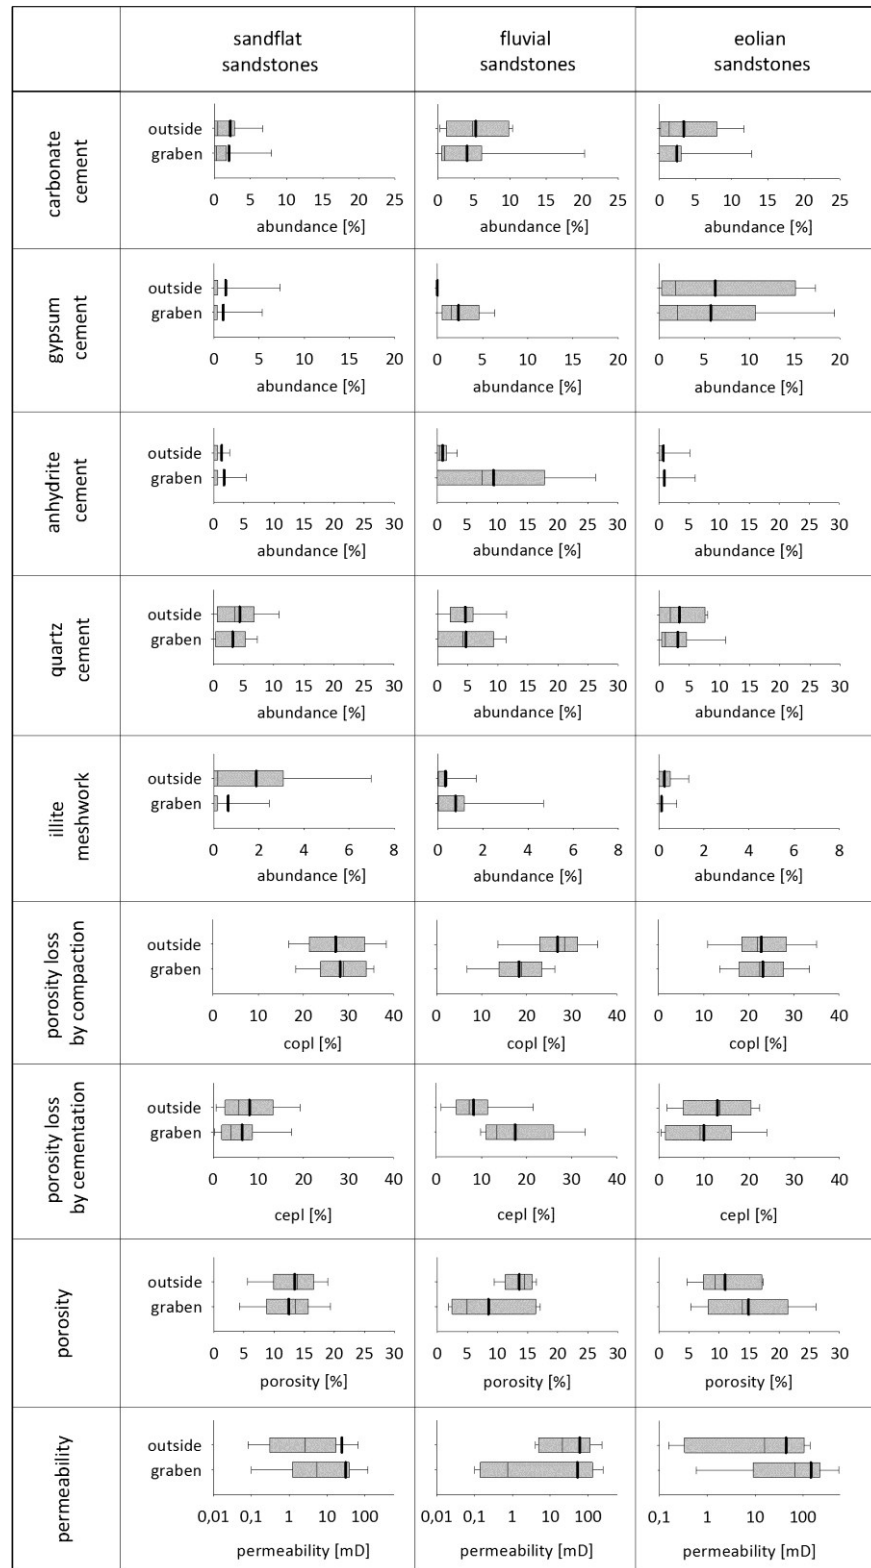 sandflat
sandstones
fluvial
sandstones
eolian
sandstones
carbonate
cement
outside
graben
0 5 10 15 20 25
abundance [%]
0 5 10 15 20 25
abundance [%]
0 5 10 15 20 25
abundance [%]
gypsum
cement
outside
graben
0 5 10 15 20
abundance [%]
0 5 10 15 20
abundance [%]
0 5 10 15 20
abundance [%]
anhydrite
cement
outside
graben
0 5 10 15 20 25 30
abundance [%]
0 5 10 15 20 25 30
abundance [%]
0 5 10 15 20 25 30
abundance [%]
quartz
cement
outside
graben
0 5 10 15 20 25 30
abundance [%]
0 5 10 15 20 25 30
abundance [%]
0 5 10 15 20 25 30
abundance [%]
illite
meshwork
outside
graben
0 2 4 6 8
abundance [%]
0 2 4 6 8
abundance [%]
0 2 4 6 8
abundance [%]
porosity loss
by compaction
outside
graben
0 10 20 30 40
copl [%]
0 10 20 30 40
copl [%]
0 10 20 30 40
copl [%]
porosity loss
by cementation
outside
graben
0 10 20 30 40
cepl [%]
0 10 20 30 40
cepl [%]
0 10 20 30 40
cepl [%]
porosity
outside
graben
0 5 10 15 20 25 30
porosity [%]
0 5 10 15 20 25 30
porosity [%]
0 5 10 15 20 25 30
porosity [%]
permeability
outside
graben
0,01 0,1 1 10 100
permeability [mD]
0,01 0,1 1 10 100
permeability [mD]
0,1 1 10 100
permeability [mD]